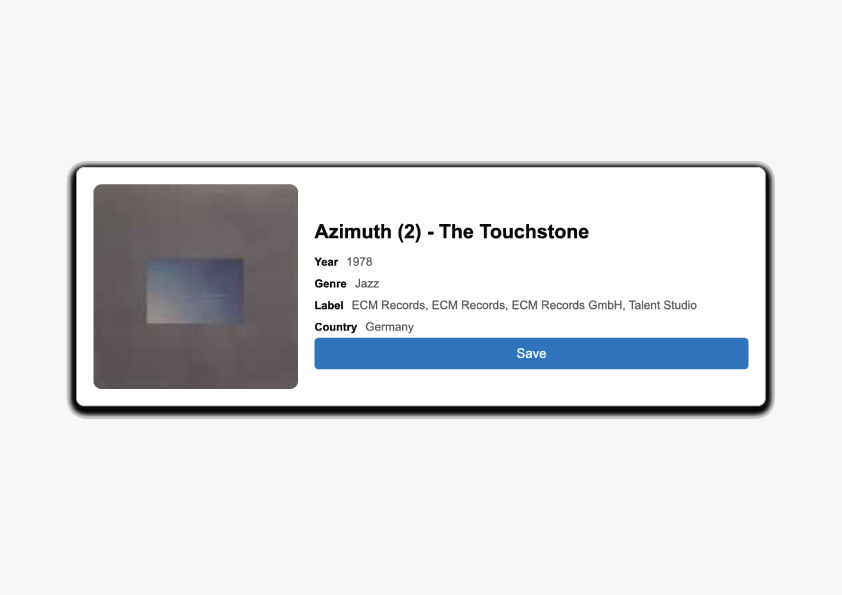 Azimuth (2) - The Touchstone
Year 1978
Genre Jazz
Label ECM Records, ECM Records, ECM Records GmbH, Talent Studio
Country Germany
Save